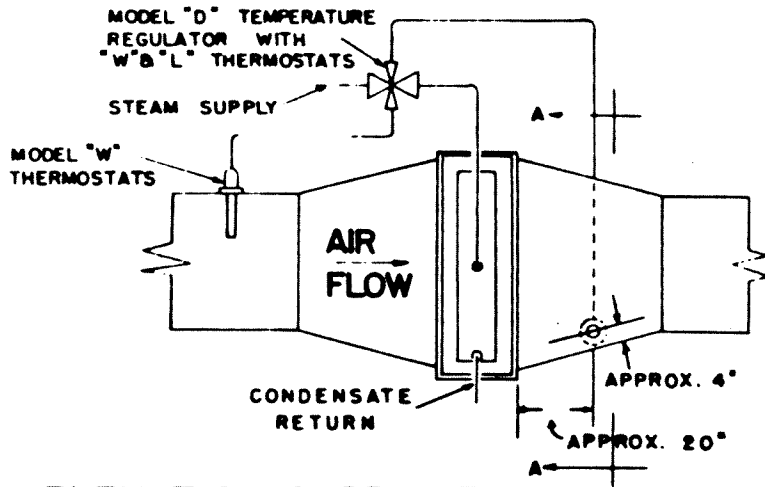 MODEL "D" TEMPERATURE
REGULATOR WITH
"W"&"L" THERMOSTATS
STEAM SUPPLY
A
MODEL "W"
THERMOSTATS
AIR
FLOW
APPROX. 4"
CONDENSATE
RETURN
APPROX. 20"
A